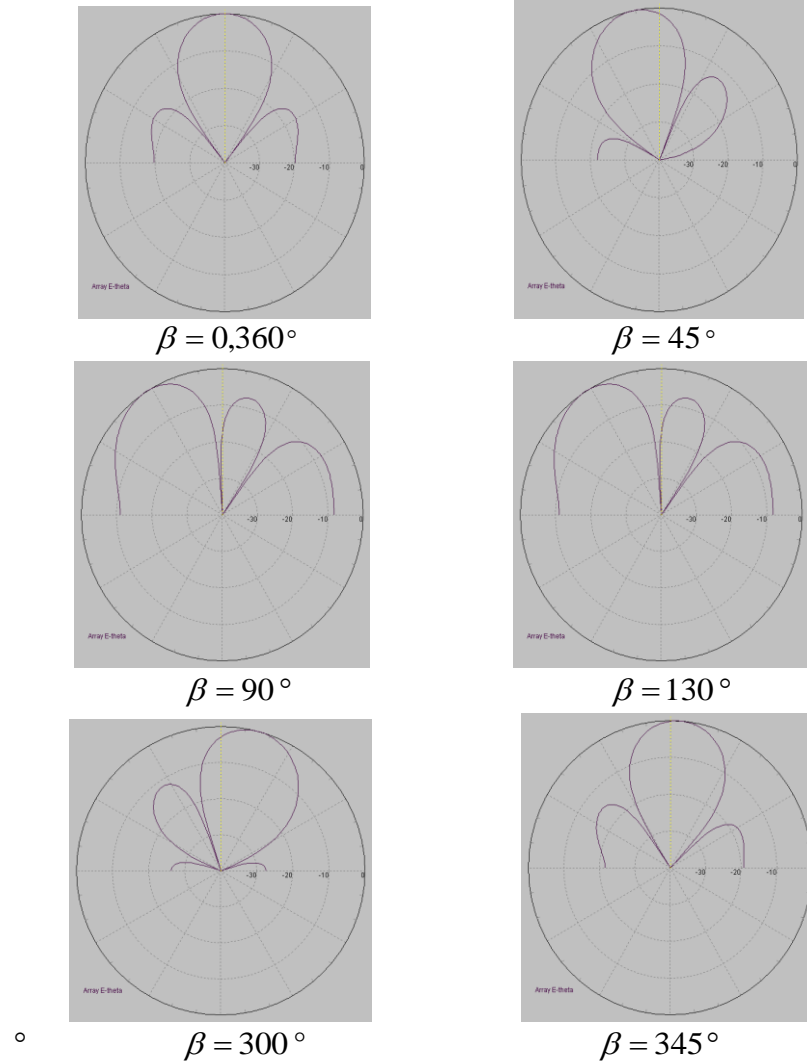 -30 -20 -10 0
Array E-theta
-30 -20 -10 0
Array E-theta
β = 0,360°
β = 45°
-30 -20 -10 0
Array E-theta
-30 -20 -10 0
Array E-theta
β = 90°
β = 130°
-30 -20 -10 0
Array E-theta
-30 -20 -10
Array E-theta
° β = 300°
β = 345°